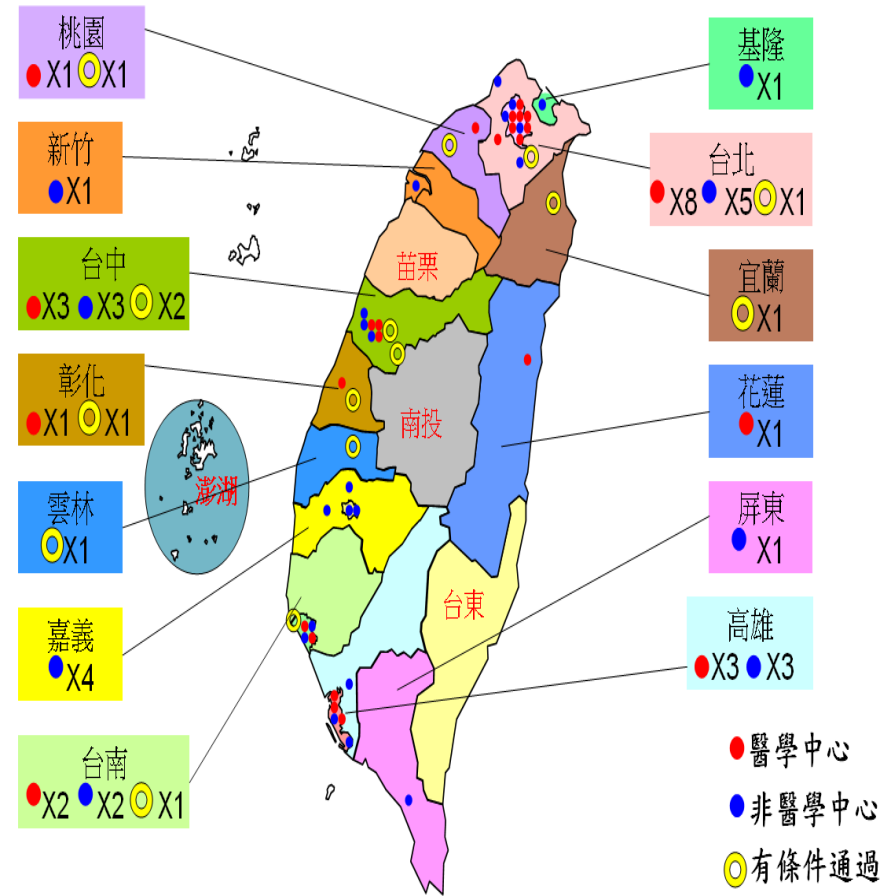 桃園
X1 X1
新竹
X1
台中
X3 X3 X2
彰化
X1 X1
雲林
X1
嘉義
X4
台南
X2 X2 X1
苗栗
南投
澎湖
台東
基隆
X1
台北
X8 X5 X1
宜蘭
X1
花蓮
X1
屏東
X1
高雄
X3 X3
醫學中心
非醫學中心
有條件通過